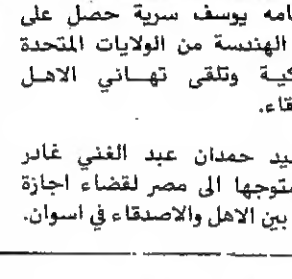 امه يوسف سرية حصل على
الهندسة من الولايات المتحدة
كية وتلقى تهاني الاهل
قاء.
يد حمدان عبد الغني غادر
متوجها الى مصر لقضاء اجازة
بين الاهل والاصدقاء في اسوان.